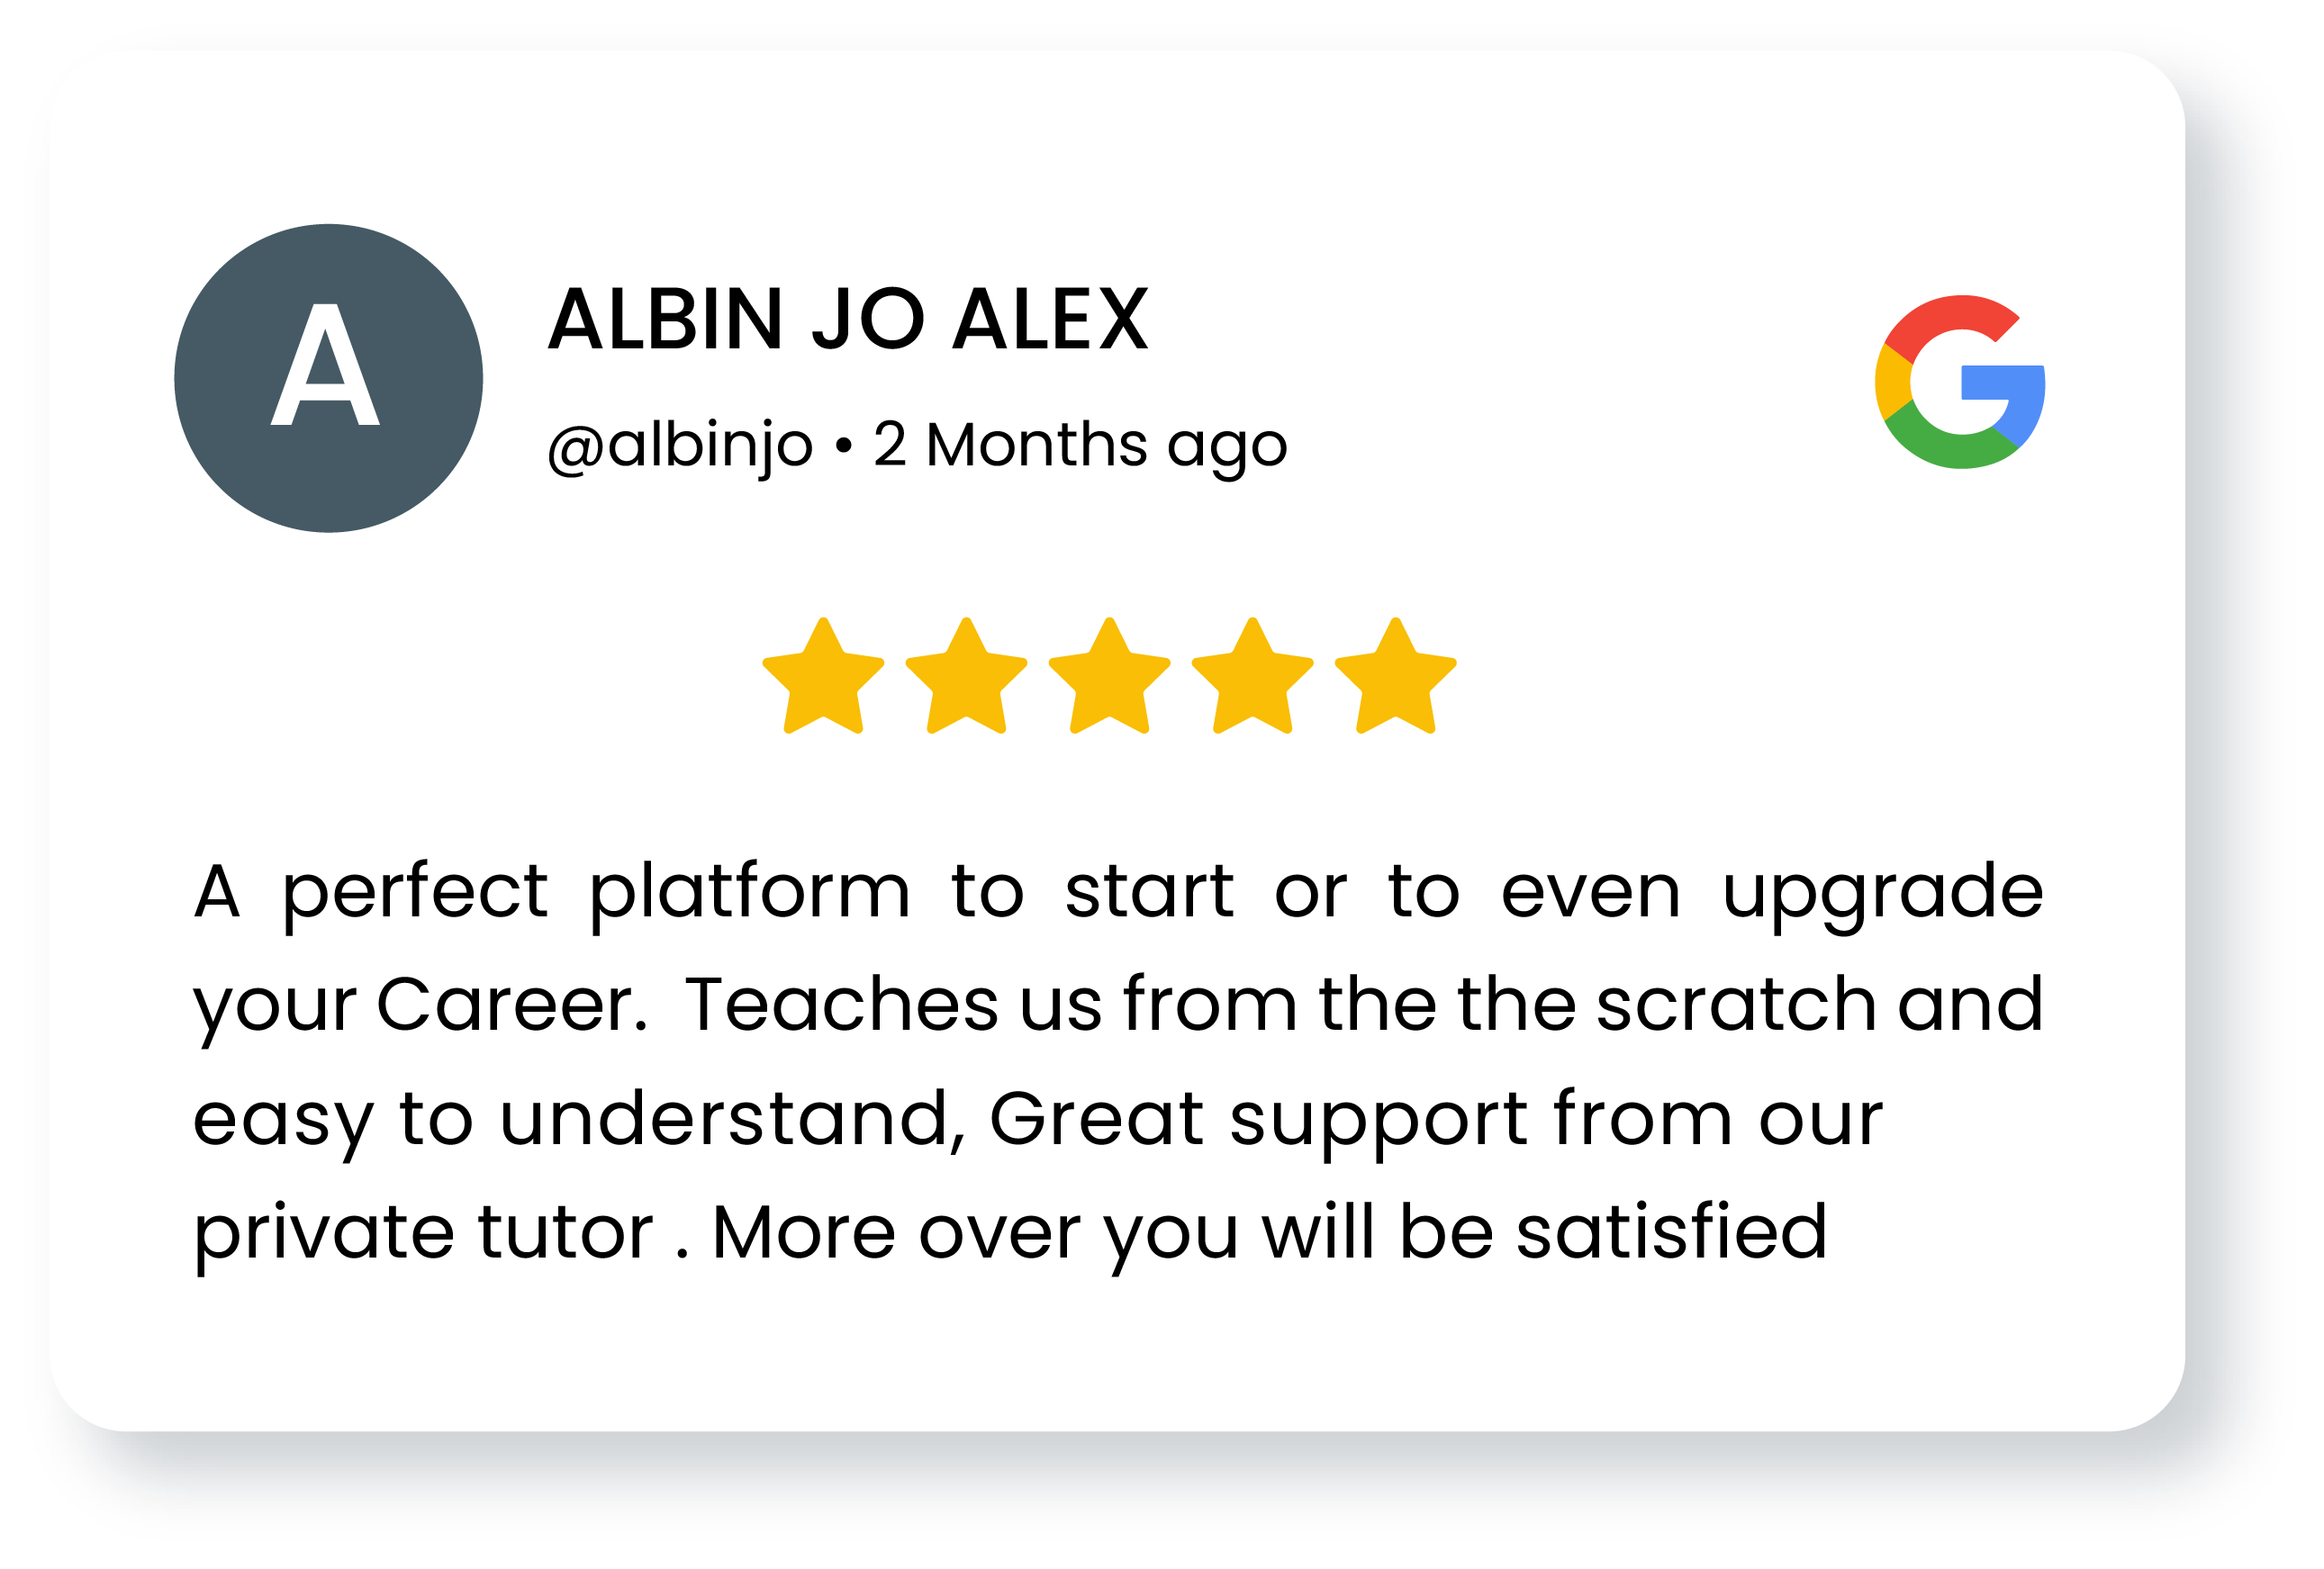 A
ALBIN JO ALEX
@albinjo • 2 Months ago
G
A perfect platform to start or to even upgrade
your Career. Teaches us from the the scratch and
easy to understand, Great support from our
private tutor . More over you will be satisfied